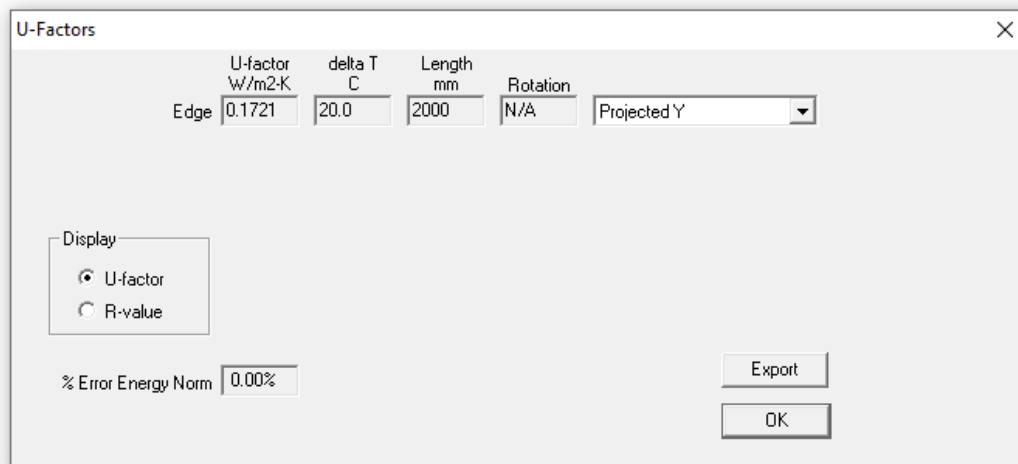 U-Factors
U-factor delta T Length
W/m2-K C mm Rotation
Edge 0.1721 20.0 2000 N/A Projected Y
Display
U-factor
R-value
% Error Energy Norm 0.00%
Export
OK